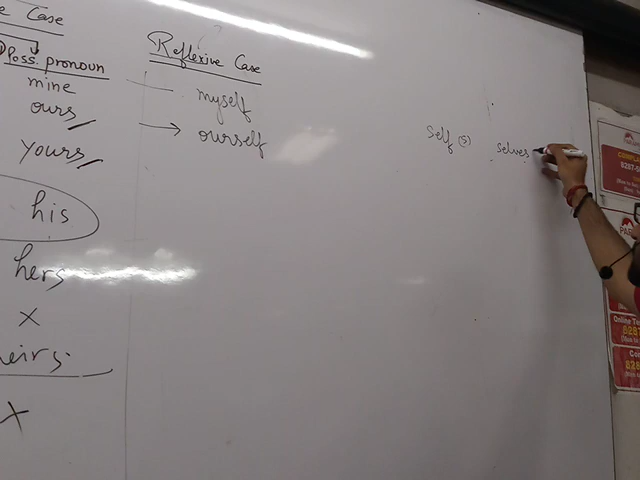 e Case
Poss. pronoun
mine
ours
yours
his
hers
x
eirs.
x
Reflexive Case
myself
ourself
Self (s) Selves